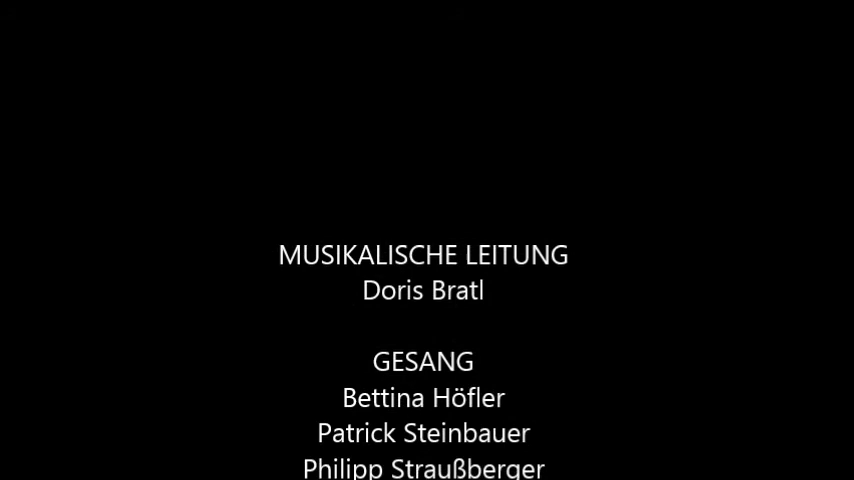 MUSIKALISCHE LEITUNG
Doris Bratl
GESANG
Bettina Höfler
Patrick Steinbauer
Philipp Straußberger